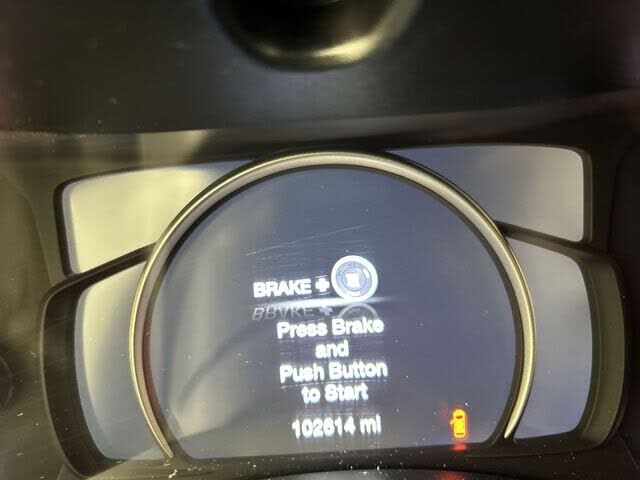 BRAKE +
Press Brake
and
Push Button
to Start
102614 mi